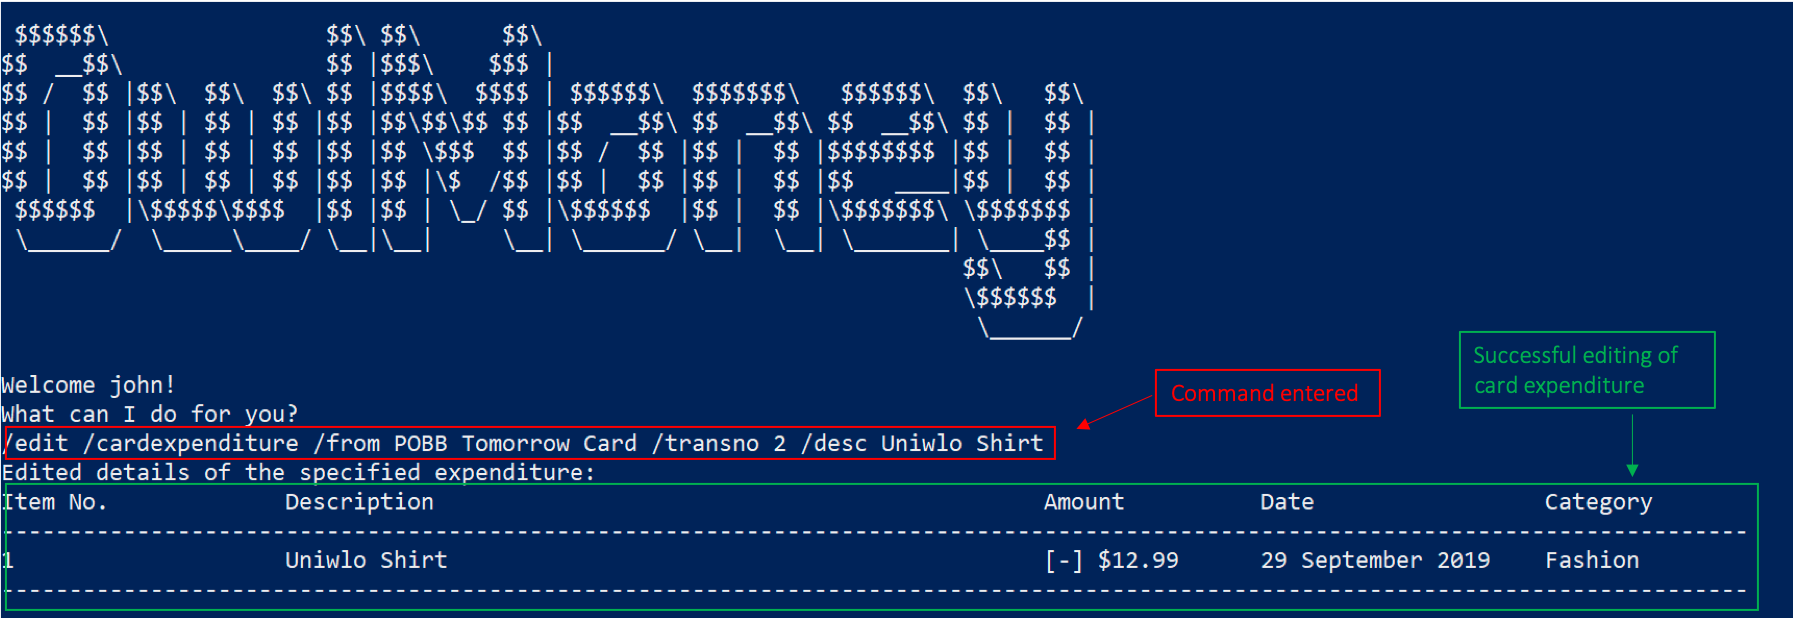 $$$$$$\                $$\ $$\      $$\
$$  __$$\               $$ |$$$\    $$$ |
$$ /  $$ |$$\  $$\  $$\ $$ |$$$$\  $$$$ | $$$$$$\  $$$$$$$\   $$$$$$\  $$\   $$\
$$ |  $$ |$$ | $$ | $$ |$$ |$$\$$\$$ $$ |$$  __$$\ $$  __$$\ $$  __$$\ $$ |  $$ |
$$ |  $$ |$$ | $$ | $$ |$$ |$$ \$$$  $$ |$$ /  $$ |$$ |  $$ |$$$$$$$$ |$$ |  $$ |
$$ |  $$ |$$ | $$ | $$ |$$ |$$ |\$  /$$ |$$ |  $$ |$$ |  $$ |$$   ____|$$ |  $$ |
 $$$$$$  |\$$$$$\$$$$  |$$ |$$ | \_/ $$ |\$$$$$$  |$$ |  $$ |\$$$$$$$\ \$$$$$$$ |
 \______/  \_____\____/ \__|\__|     \__| \______/ \__|  \__| \_______| \____$$ |
                                                                       $$\   $$ |
                                                                       \$$$$$$  |
                                                                        \______/
Successful editing of
card expenditure
Welcome john!
Command entered
What can I do for you?
/edit /cardexpenditure /from POBB Tomorrow Card /transno 2 /desc Uniwlo Shirt
Edited details of the specified expenditure:
Item No. Description Amount Date Category
---------------------------------------------------------------------------------------------------------------------------------
1 Uniwlo Shirt [-] $12.99 29 September 2019 Fashion
---------------------------------------------------------------------------------------------------------------------------------